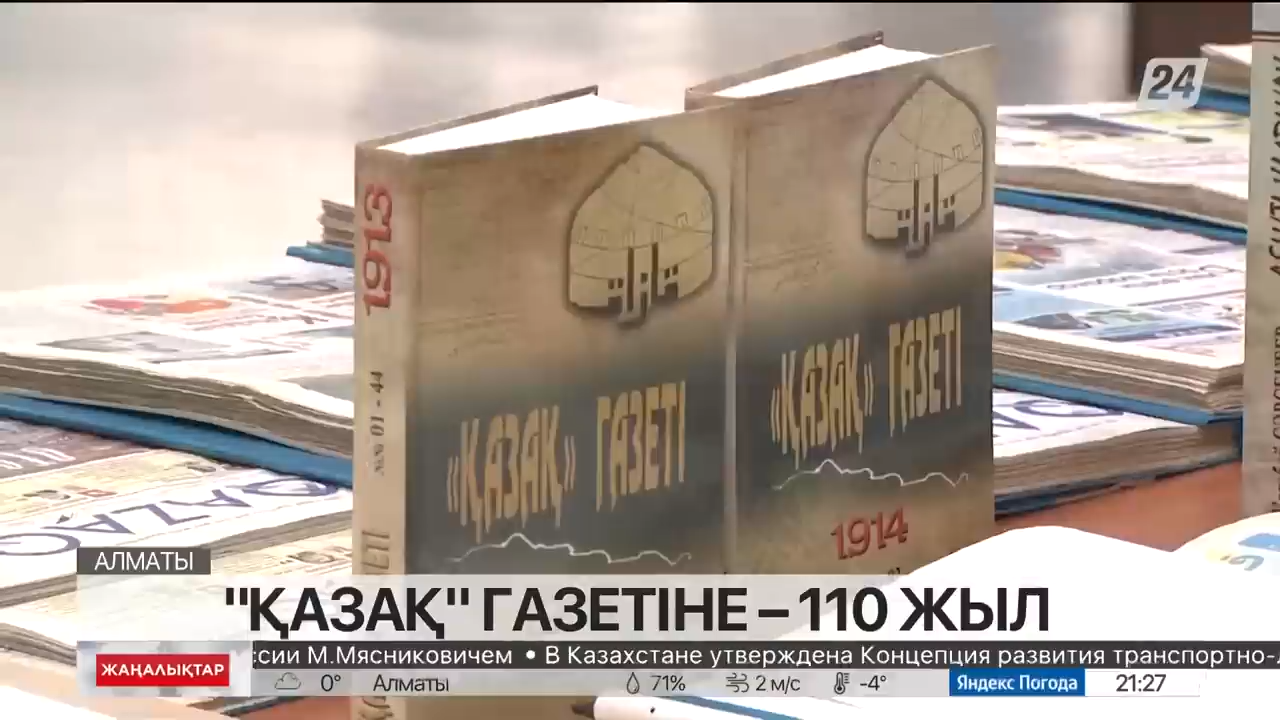 24
1913
№№ 01 - 44
«ҚАЗАҚ» ГАЗЕТІ
«ҚАЗАҚ» ГАЗЕТІ
1914
QAZAQ
АЛМАТЫ
"ҚАЗАҚ" ГАЗЕТІНЕ – 110 ЖЫЛ
ЖАҢАЛЫҚТАР
ссии М.Мясниковичем • В Казахстане утверждена Концепция развития транспортно-
0° Алматы 71% 2 м/с -4° Яндекс Погода 21:27